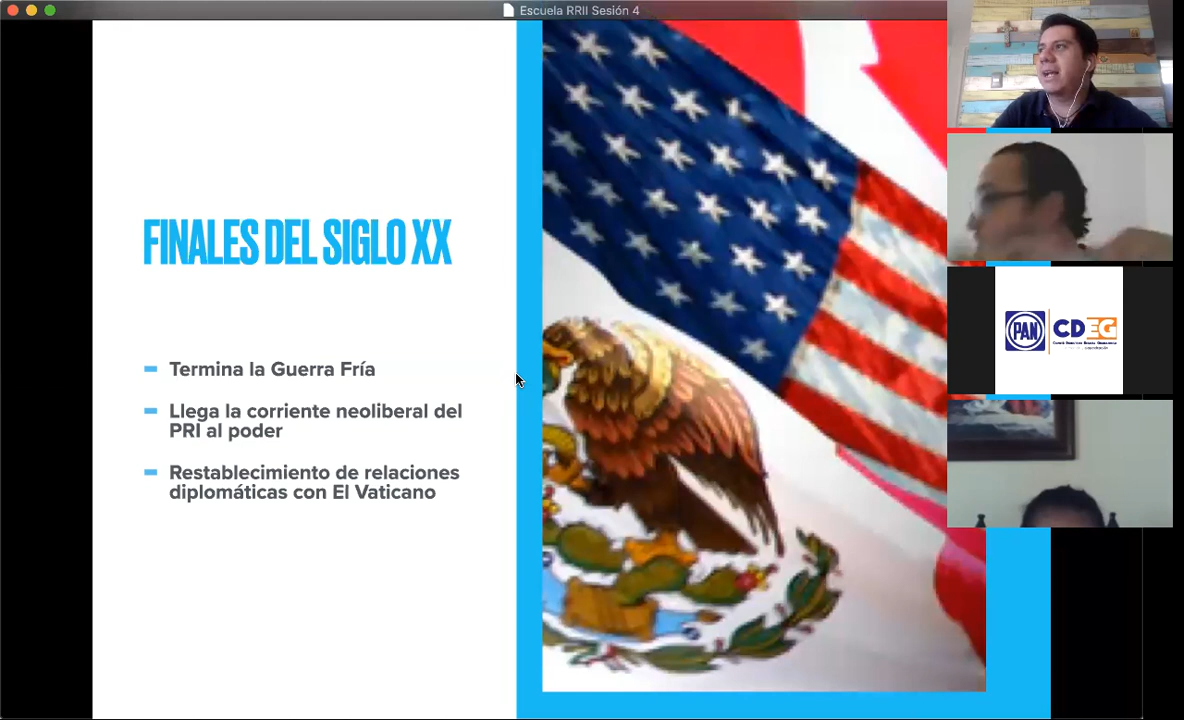 Escuela RRII Sesión 4
FINALES DEL SIGLO XX
Termina la Guerra Fría
Llega la corriente neoliberal del
PRI al poder
Restablecimiento de relaciones
diplomáticas con El Vaticano
PAN
CDEG